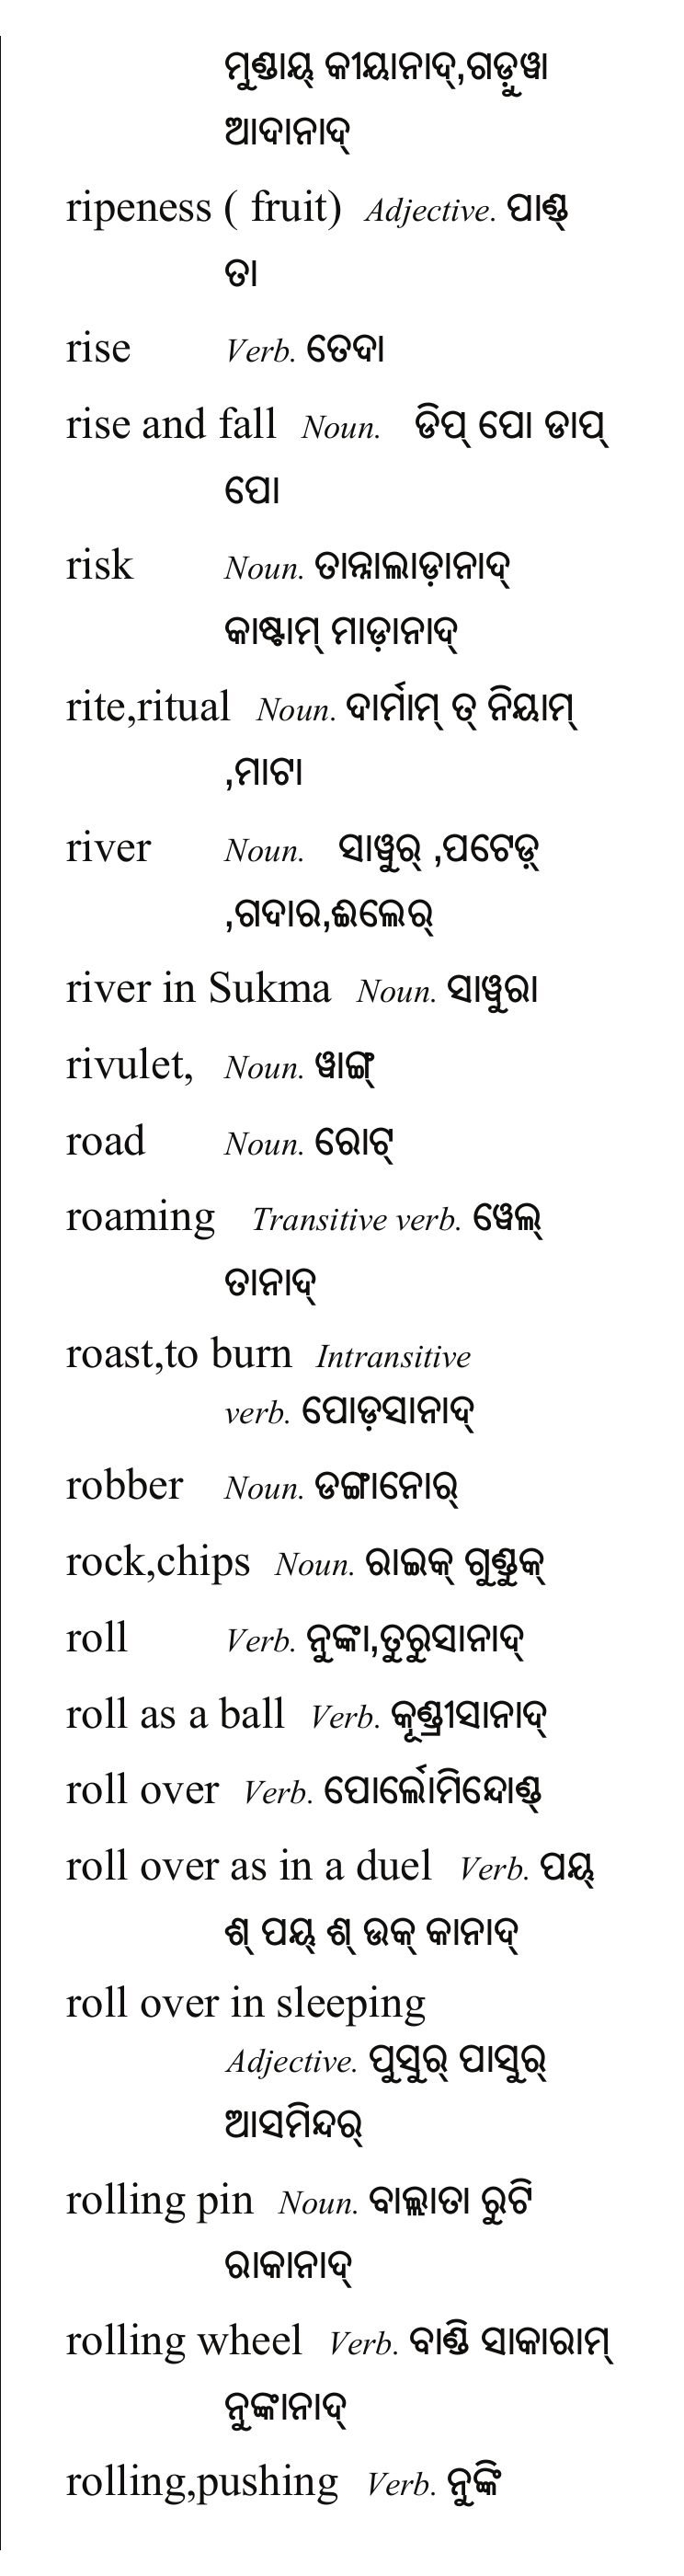 ମୁଣ୍ଡାୟ୍ କୀୟାନାଦ୍,ଗଡ଼ୁୱା
ଆଦାନାଦ୍
ripeness ( fruit) Adjective. ପାଣ୍ଡ୍
ତା
rise Verb. ତେଦା
rise and fall Noun. ଡିପ୍ ପୋ ଡାପ୍
ପୋ
risk Noun. ତାନ୍ନାଲାଡ଼ାନାଦ୍
କାଷ୍ଟାମ୍ ମାଡ଼ାନାଦ୍
rite,ritual Noun. ଦାର୍ମାମ୍ ତ୍ ନିୟାମ୍
,ମାଟା
river Noun. ସାୱୁର୍ ,ପଟେଡ଼୍
,ଗଦାର,ଈଲେର୍
river in Sukma Noun. ସାୱୁରା
rivulet, Noun. ୱାଙ୍ଗ୍
road Noun. ରୋଟ୍
roaming Transitive verb. ୱେଲ୍
ତାନାଦ୍
roast,to burn Intransitive
verb. ପୋଡ଼ସାନାଦ୍
robber Noun. ଡଙ୍ଗାନୋର୍
rock,chips Noun. ରାଇକ୍ ଗୁଣ୍ଡୁକ୍
roll Verb. ନୁଙ୍କା,ତୁରୁସାନାଦ୍
roll as a ball Verb. କୂଣ୍ଡ୍ରୀସାନାଦ୍
roll over Verb. ପୋର୍ଲୋମିନ୍ଦୋଣ୍ଡ୍
roll over as in a duel Verb. ପୟ୍
ଶ୍ ପୟ୍ ଶ୍ ଉକ୍ କାନାଦ୍
roll over in sleeping
Adjective. ପୁସୁର୍ ପାସୁର୍
ଆସମିନ୍ଦର୍
rolling pin Noun. ବାଲ୍ଲାତା ରୁଟି
ରାକାନାଦ୍
rolling wheel Verb. ବାଣ୍ଡି ସାକାରାମ୍
ନୁଙ୍କାନାଦ୍
rolling,pushing Verb. ନୁଙ୍କି